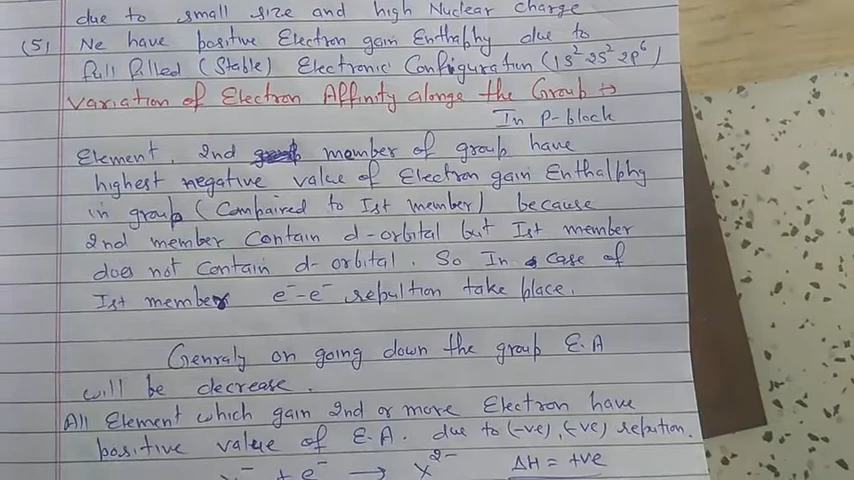 due to small size and high Nuclear charge
(5) Ne have positive Electron gain Enthalphy due to
full filled (Stable) Electronic Configuration (1s² 2s² 2p⁶)
Variation of Electron Affinity alonge the Group →
In P-block
Element, 2nd member of group have
highest negative value of Electron gain Enthalphy
in group (Compaired to Ist member) because
2nd member Contain d-orbital but Ist member
does not Contain d-orbital. So In case of
Ist member e⁻-e⁻ repultion take place.
Genraly on going down the group E.A
will be decrease.
All Element which gain 2nd or more Electron have
positive value of E.A. due to (-ve), (-ve) repution.
+ e⁻ → X²⁻ ΔH = +ve